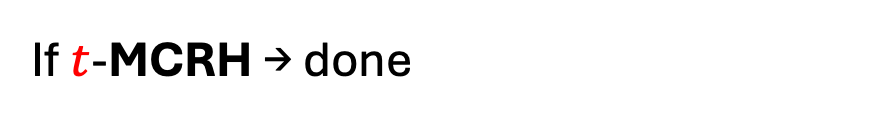 If t-MCRH → done